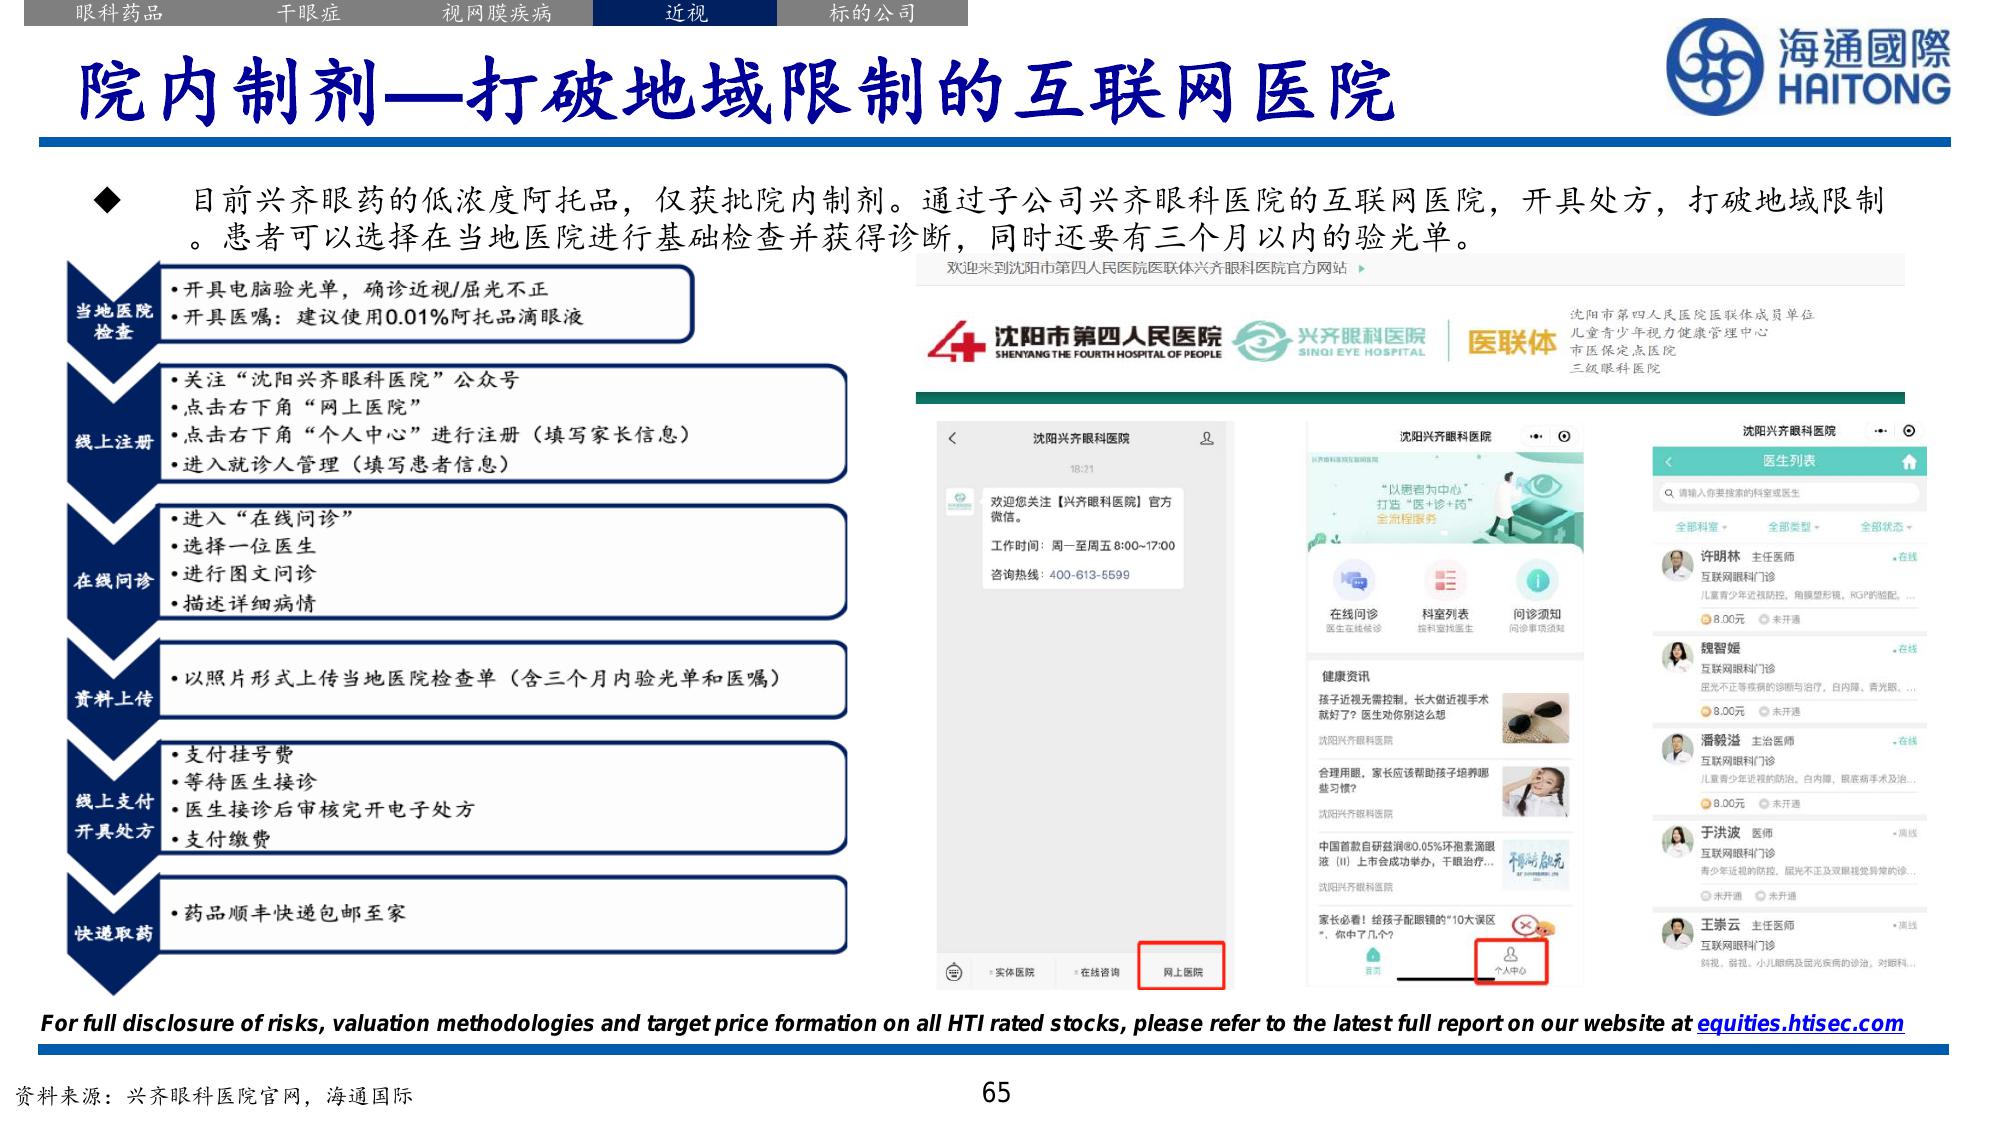 眼科药品 干眼症 视网膜疾病 近视 标的公司
海通國際
HAITONG
院内制剂—打破地域限制的互联网医院
◆ 目前兴齐眼药的低浓度阿托品，仅获批院内制剂。通过子公司兴齐眼科医院的互联网医院，开具处方，打破地域限制
。患者可以选择在当地医院进行基础检查并获得诊断，同时还要有三个月以内的验光单。
当地医院
检查
•开具电脑验光单，确诊近视/屈光不正
•开具医嘱：建议使用0.01%阿托品滴眼液
线上注册
•关注“沈阳兴齐眼科医院”公众号
•点击右下角“网上医院”
•点击右下角“个人中心”进行注册（填写家长信息）
•进入就诊人管理（填写患者信息）
在线问诊
•进入“在线问诊”
•选择一位医生
•进行图文问诊
•描述详细病情
资料上传
•以照片形式上传当地医院检查单（含三个月内验光单和医嘱）
线上支付
开具处方
•支付挂号费
•等待医生接诊
•医生接诊后审核完开电子处方
•支付缴费
快递取药
•药品顺丰快递包邮至家
欢迎来到沈阳市第四人民医院医联体兴齐眼科医院官方网站
沈阳市第四人民医院
SHENYANG THE FOURTH HOSPITAL OF PEOPLE
兴齐眼科医院
SINQI EYE HOSPITAL
医联体
沈阳市第四人民医院医联体成员单位
儿童青少年视力健康管理中心
市医保定点医院
三级眼科医院
沈阳兴齐眼科医院
18:21
欢迎您关注【兴齐眼科医院】官方
微信。
工作时间：周一至周五 8:00~17:00
咨询热线：400-613-5599
实体医院 在线咨询 网上医院
沈阳兴齐眼科医院
兴齐眼科医院互联网医院
“以患者为中心”
打造“医+诊+药”
全流程服务
在线问诊 科室列表 问诊须知
医生在线候诊 按科室找医生 问诊事项须知
健康资讯
孩子近视无需控制，长大做近视手术
就好了？医生劝你别这么想
沈阳兴齐眼科医院
合理用眼，家长应该帮助孩子培养哪
些习惯？
沈阳兴齐眼科医院
中国首款自研兹润®0.05%环孢素滴眼
液（II）上市会成功举办，干眼治疗...
沈阳兴齐眼科医院
家长必看！给孩子配眼镜的“10大误区
”，你中了几个？
首页 个人中心
沈阳兴齐眼科医院
医生列表
请输入你要搜索的科室或医生
全部科室 全部类型 全部状态
许明林 主任医师 在线
互联网眼科门诊
儿童青少年近视防控，角膜塑形镜，RGP的验配，...
8.00元 未开通
魏智媛 在线
互联网眼科门诊
屈光不正等疾病的诊断与治疗，白内障、青光眼、...
8.00元 未开通
潘毅溢 主治医师 在线
互联网眼科门诊
儿童青少年近视的防治。白内障、眼底病手术及治...
8.00元 未开通
于洪波 医师 离线
互联网眼科门诊
青少年近视的防控、屈光不正及双眼视觉异常的诊...
未开通 未开通
王崇云 主任医师 离线
互联网眼科门诊
斜视、弱视、小儿眼病及屈光疾病的诊治，对眼科...
For full disclosure of risks, valuation methodologies and target price formation on all HTI rated stocks, please refer to the latest full report on our website at equities.htisec.com
资料来源：兴齐眼科医院官网，海通国际
65